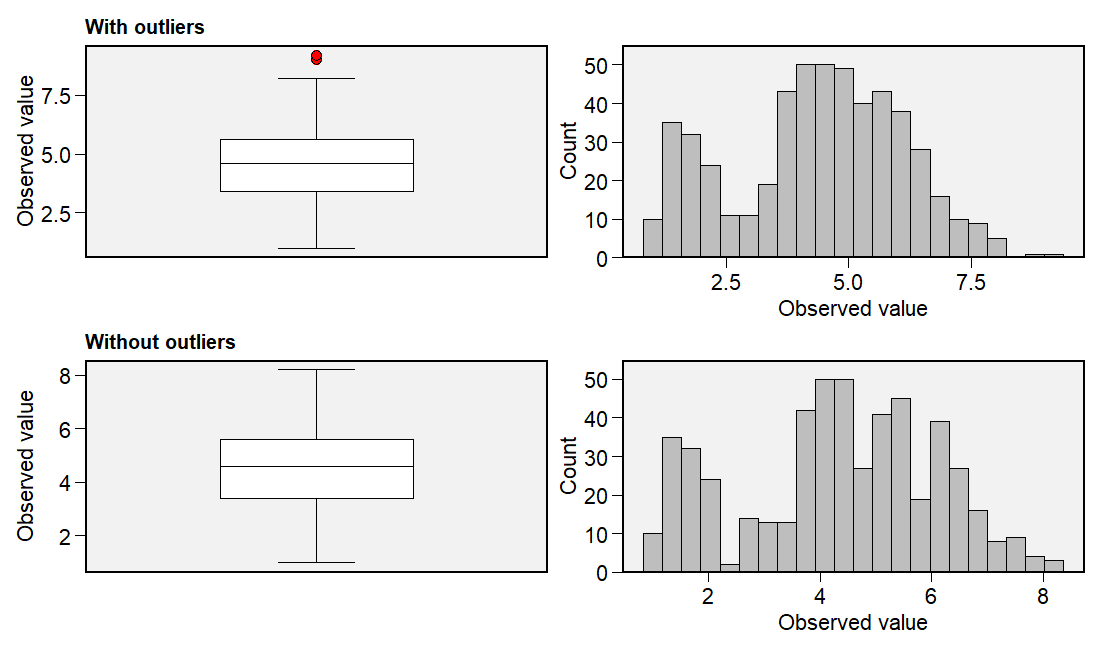 With outliers
Observed value
7.5
5.0
2.5
Count
50
40
30
20
10
0
2.5 5.0 7.5
Observed value
Without outliers
Observed value
8
6
4
2
Count
50
40
30
20
10
0
2 4 6 8
Observed value